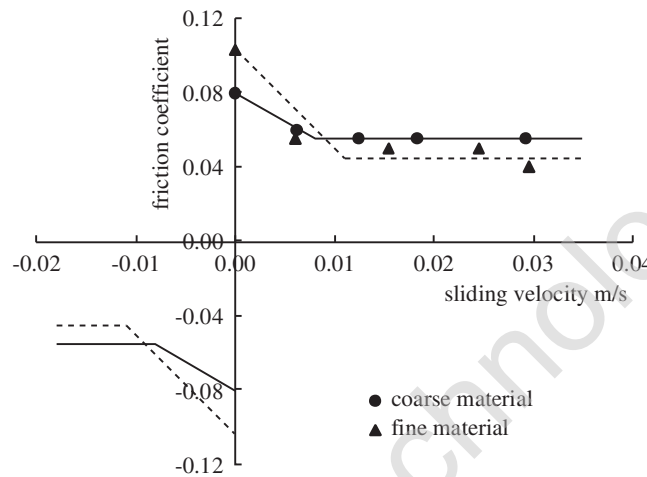 0.12
0.08
0.04
0.00
-0.04
-0.08
-0.12
friction coefficient
-0.02 -0.01 0.00 0.01 0.02 0.03 0.04
sliding velocity m/s
coarse material
fine material
chnolo